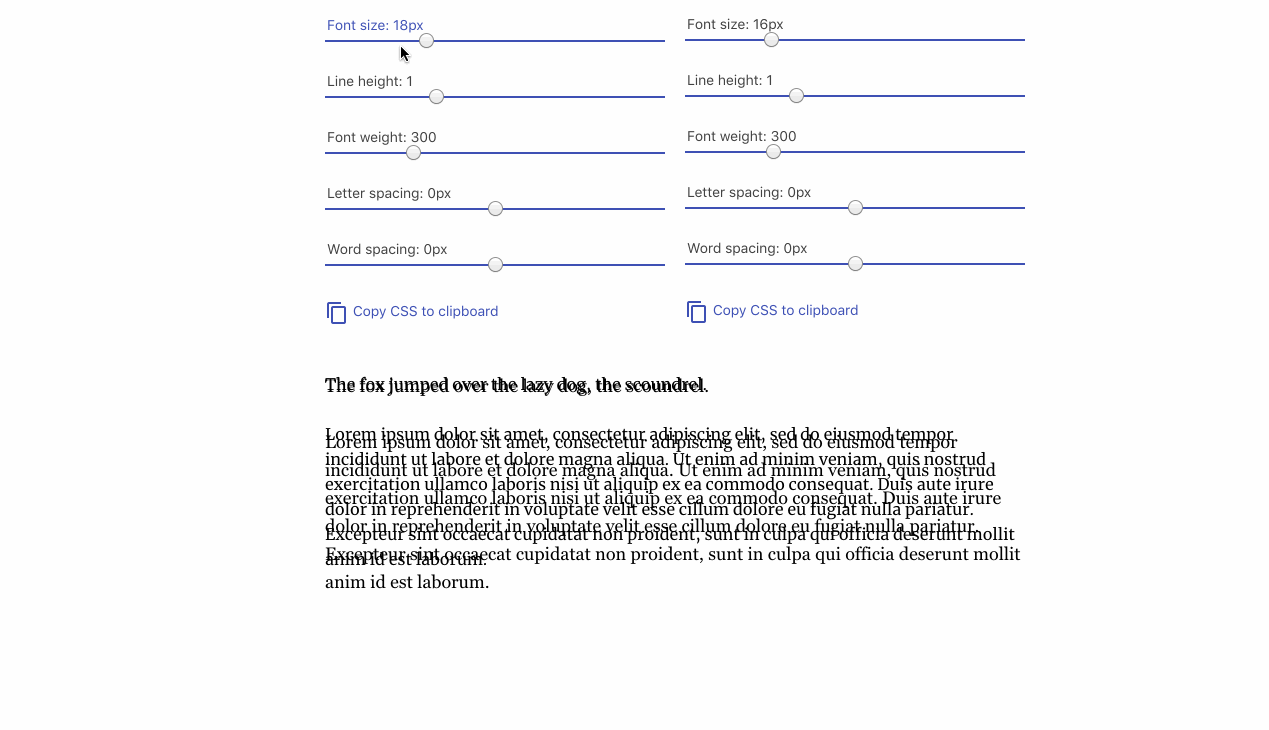 Font size: 18px
Line height: 1
Font weight: 300
Letter spacing: 0px
Word spacing: 0px
Copy CSS to clipboard
Font size: 16px
Line height: 1
Font weight: 300
Letter spacing: 0px
Word spacing: 0px
Copy CSS to clipboard
The fox jumped over the lazy dog, the scoundrel.
The fox jumped over the lazy dog, the scoundrel.
Lorem ipsum dolor sit amet, consectetur adipiscing elit, sed do eiusmod tempor
Lorem ipsum dolor sit amet, consectetur adipiscing elit, sed do eiusmod tempor
incididunt ut labore et dolore magna aliqua. Ut enim ad minim veniam, quis nostrud
incididunt ut labore et dolore magna aliqua. Ut enim ad minim veniam, quis nostrud
exercitation ullamco laboris nisi ut aliquip ex ea commodo consequat. Duis aute irure
exercitation ullamco laboris nisi ut aliquip ex ea commodo consequat. Duis aute irure
dolor in reprehenderit in voluptate velit esse cillum dolore eu fugiat nulla pariatur.
dolor in reprehenderit in voluptate velit esse cillum dolore eu fugiat nulla pariatur.
Excepteur sint occaecat cupidatat non proident, sunt in culpa qui officia deserunt mollit
Excepteur sint occaecat cupidatat non proident, sunt in culpa qui officia deserunt mollit
anim id est laborum.
anim id est laborum.